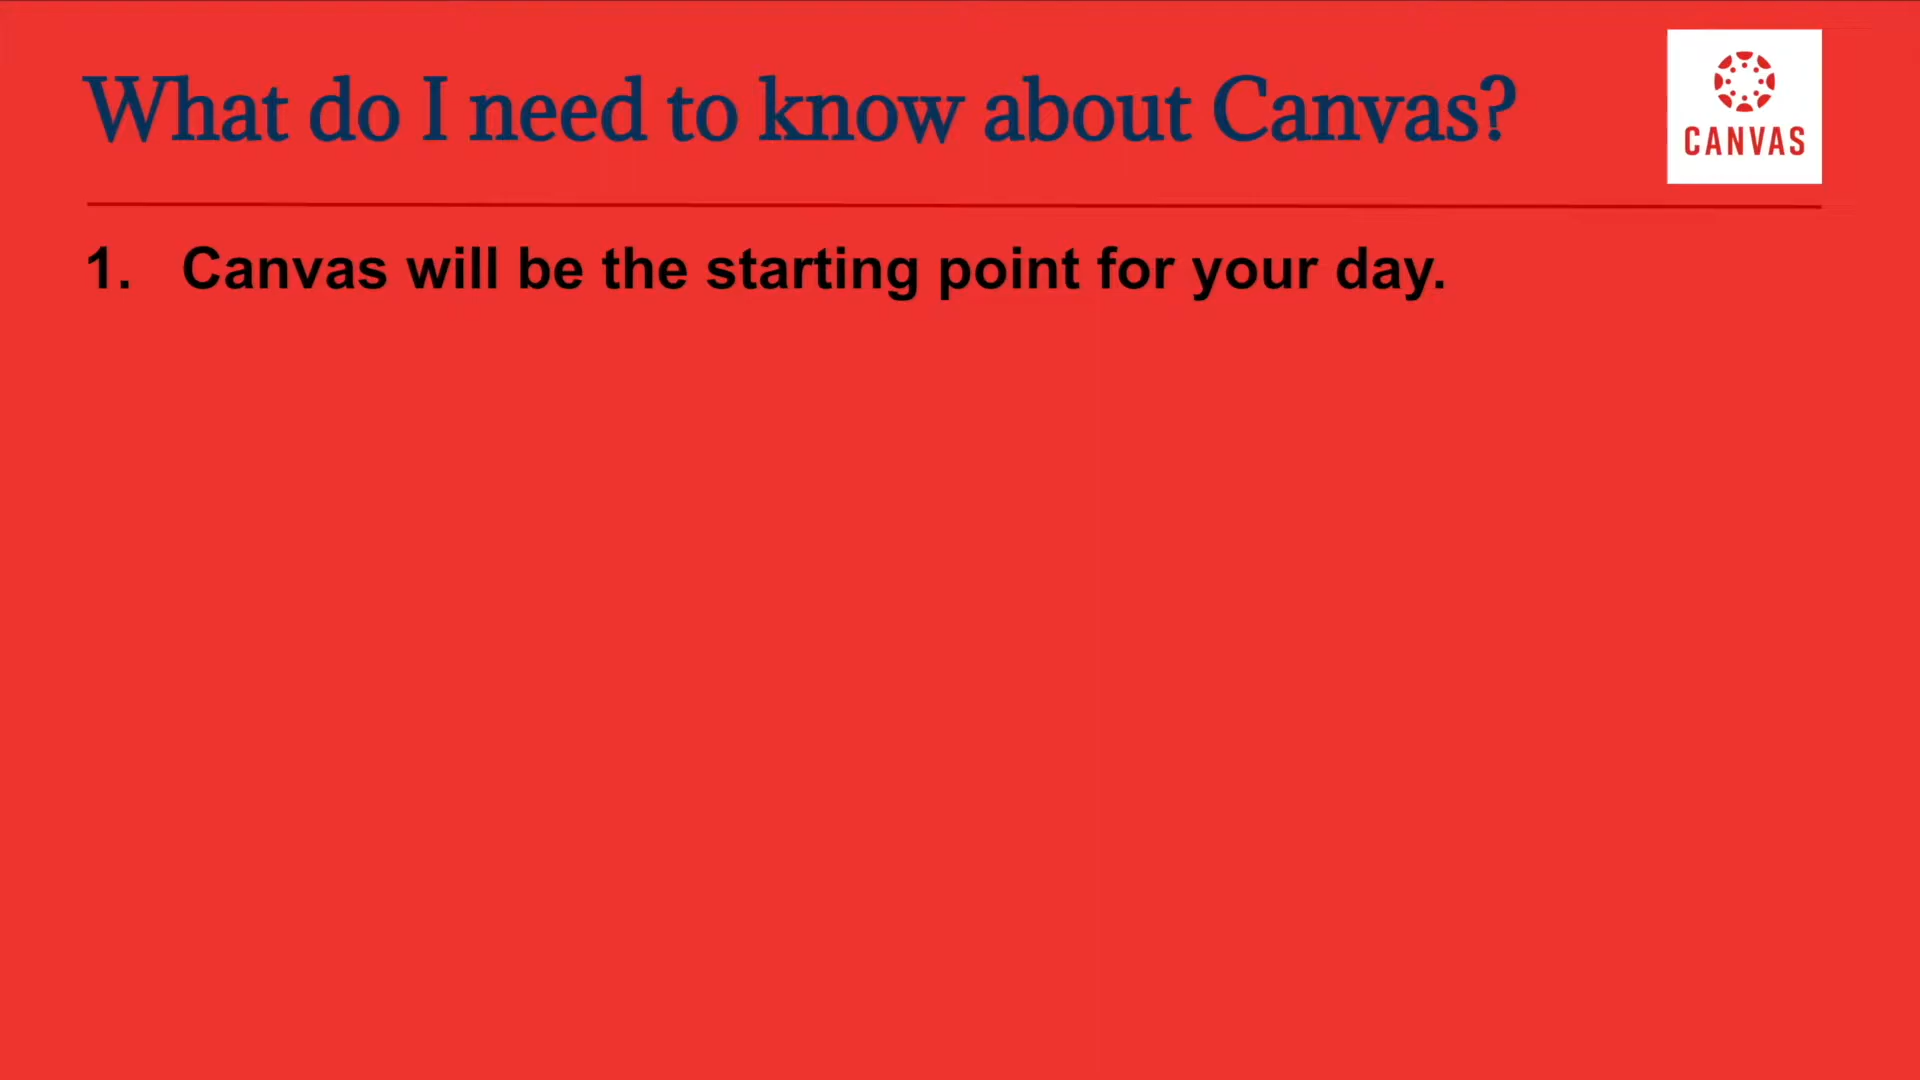 What do I need to know about Canvas?
CANVAS
1. Canvas will be the starting point for your day.